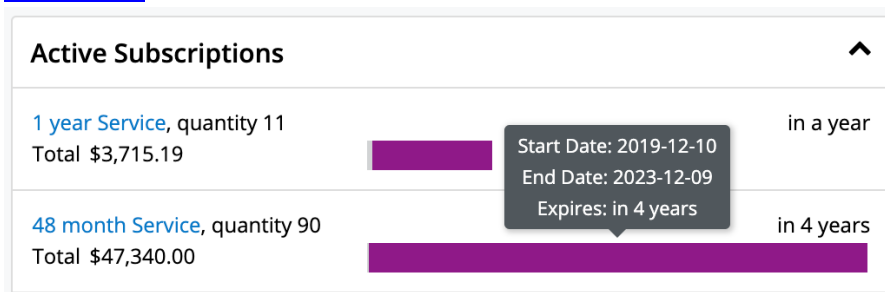 Active Subscriptions
1 year Service, quantity 11
in a year
Total $3,715.19
Start Date: 2019-12-10
End Date: 2023-12-09
Expires: in 4 years
48 month Service, quantity 90
in 4 years
Total $47,340.00